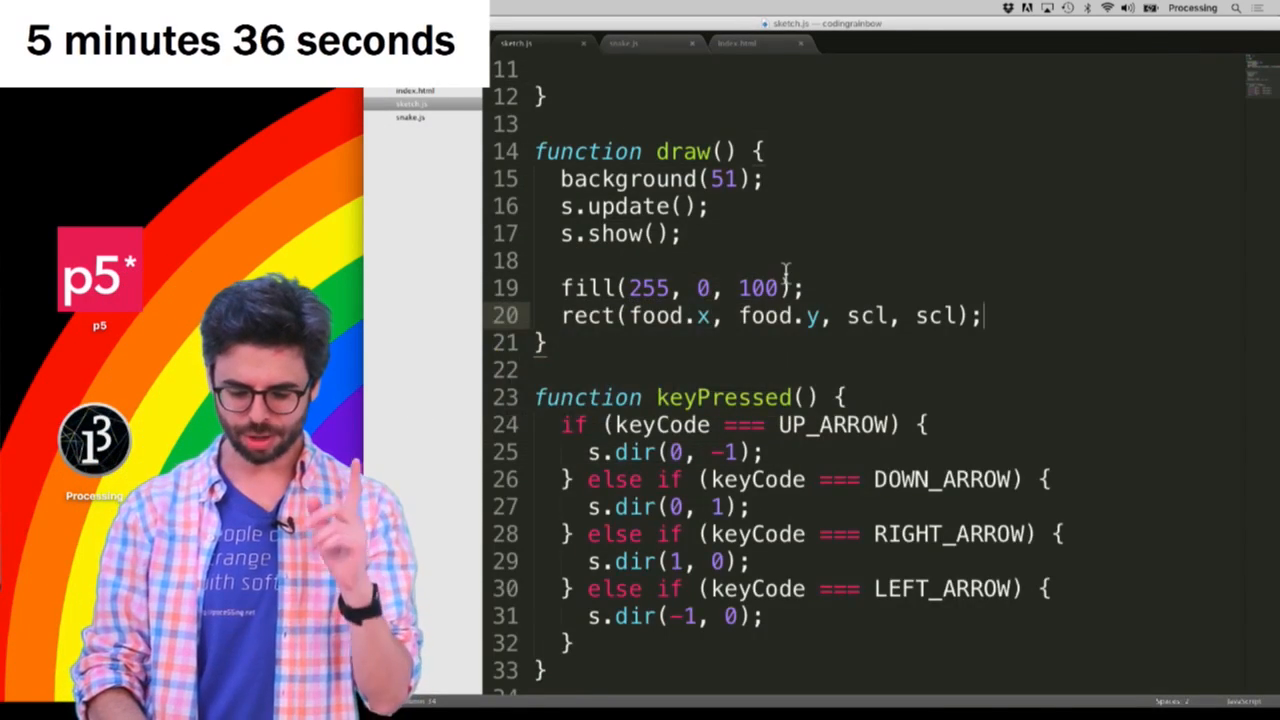 Processing
sketch.js — codingrainbow
5 minutes 36 seconds
sketch.js
snake.js
index.html
index.html
sketch.js
snake.js
11
12 }
13
14 function draw() {
15 background(51);
16 s.update();
17 s.show();
18
19 fill(255, 0, 100);
20 rect(food.x, food.y, scl, scl);
21 }
22
23 function keyPressed() {
24 if (keyCode === UP_ARROW) {
25 s.dir(0, -1);
26 } else if (keyCode === DOWN_ARROW) {
27 s.dir(0, 1);
28 } else if (keyCode === RIGHT_ARROW) {
29 s.dir(1, 0);
30 } else if (keyCode === LEFT_ARROW) {
31 s.dir(-1, 0);
32 }
33 }
p5*
p5
Processing
Spaces: 2
JavaScript